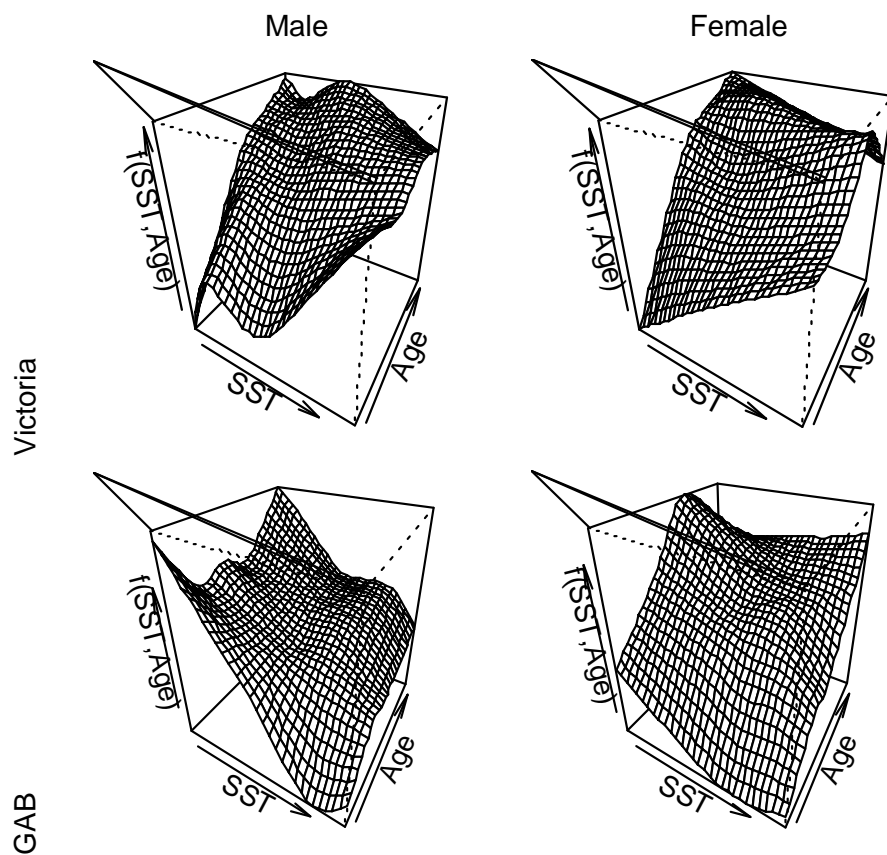 Male
Female
Victoria
f(SST, Age)
SST
Age
f(SST, Age)
SST
Age
GAB
f(SST, Age)
SST
Age
f(SST, Age)
SST
Age